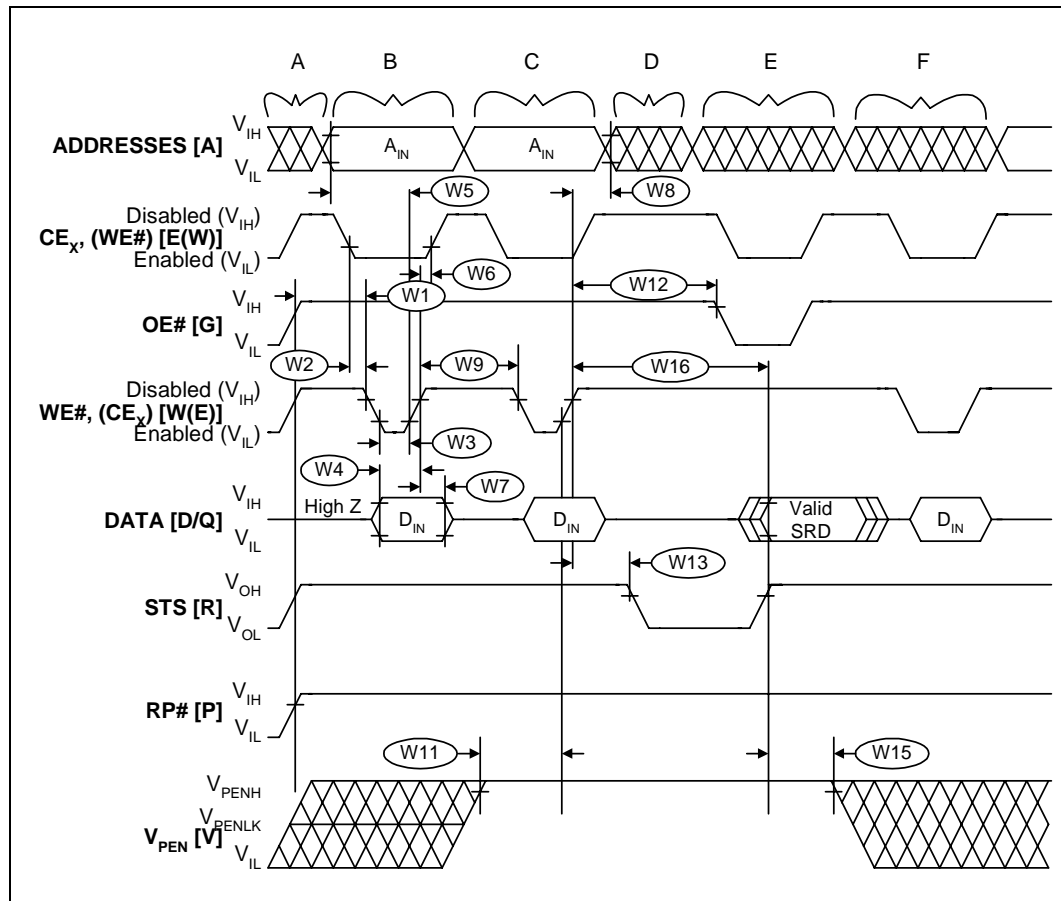 A B C D E F
V_IH
ADDRESSES [A]
A_IN A_IN
V_IL
W5 W8
Disabled (V_IH)
CE_X, (WE#) [E(W)]
Enabled (V_IL)
W6
W1 W12
V_IH
OE# [G]
V_IL
W2 W9 W16
Disabled (V_IH)
WE#, (CE_X) [W(E)]
Enabled (V_IL)
W3
W4
W7
V_IH High Z
DATA [D/Q]
D_IN D_IN Valid
SRD D_IN
V_IL
W13
V_OH
STS [R]
V_OL
V_IH
RP# [P]
V_IL
W11 W15
V_PENH
V_PENLK
V_PEN [V]
V_IL